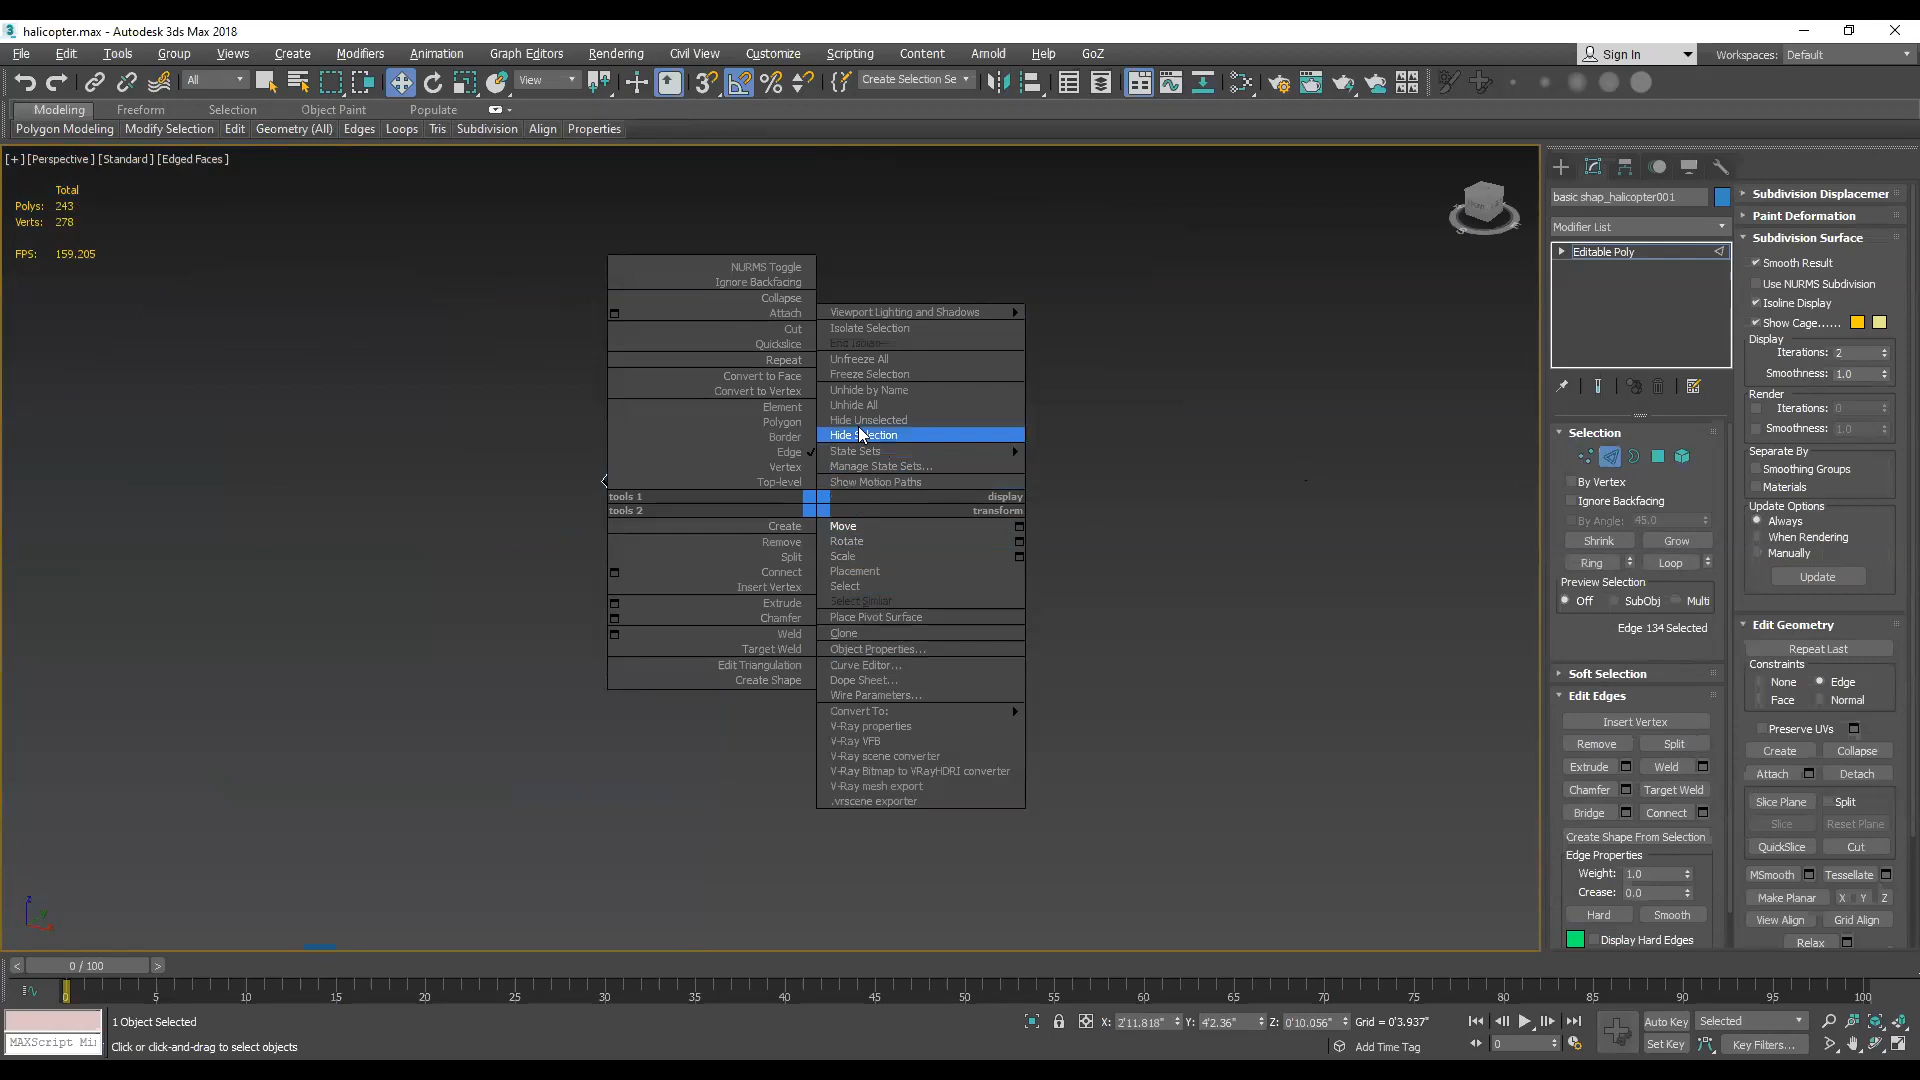 halicopter.max - Autodesk 3ds Max 2018
File Edit Tools Group Views Create Modifiers Animation Graph Editors Rendering Civil View Customize Scripting Content Arnold Help GoZ
Sign In Workspaces: Default
All View Create Selection Se
Modeling Freeform Selection Object Paint Populate
Polygon Modeling Modify Selection Edit Geometry (All) Edges Loops Tris Subdivision Align Properties
[+] [Perspective] [Standard] [Edged Faces]
Total
Polys: 243
Verts: 278
FPS: 159.205
NURMS Toggle
Ignore Backfacing
Collapse
Attach
Cut
Quickslice
Repeat
Convert to Face
Convert to Vertex
Element
Polygon
Border
Edge
Vertex
Top-level
tools 1
tools 2
Create
Remove
Split
Connect
Insert Vertex
Extrude
Chamfer
Weld
Target Weld
Edit Triangulation
Create Shape
Viewport Lighting and Shadows
Isolate Selection
End Isolate
Unfreeze All
Freeze Selection
Unhide by Name
Unhide All
Hide Unselected
Hide Selection
State Sets
Manage State Sets...
Show Motion Paths
display
transform
Move
Rotate
Scale
Placement
Select
Select Similar
Place Pivot Surface
Clone
Object Properties...
Curve Editor...
Dope Sheet...
Wire Parameters...
Convert To:
V-Ray properties
V-Ray VFB
V-Ray scene converter
V-Ray Bitmap to VRayHDRI converter
V-Ray mesh export
.vrscene exporter
basic shap_helicopter001
Modifier List
Editable Poly
Selection
By Vertex
Ignore Backfacing
By Angle: 45.0
Shrink Grow
Ring Loop
Preview Selection
Off SubObj Multi
Edge 134 Selected
Soft Selection
Edit Edges
Insert Vertex
Remove Split
Extrude Weld
Chamfer Target Weld
Bridge Connect
Create Shape From Selection
Edge Properties
Weight: 1.0
Crease: 0.0
Hard Smooth
Display Hard Edges
Subdivision Displacemer
Paint Deformation
Subdivision Surface
Smooth Result
Use NURMS Subdivision
Isoline Display
Show Cage......
Display
Iterations: 2
Smoothness: 1.0
Render
Iterations: 0
Smoothness: 1.0
Separate By
Smoothing Groups
Materials
Update Options
Always
When Rendering
Manually
Update
Edit Geometry
Repeat Last
Constraints
None Edge
Face Normal
Preserve UVs
Create Collapse
Attach Detach
Slice Plane Split
Slice Reset Plane
QuickSlice Cut
MSmooth Tessellate
Make Planar X Y Z
View Align Grid Align
Relax
0 / 100
0 5 10 15 20 25 30 35 40 45 50 55 60 65 70 75 80 85 90 95 100
MAXScript Mi
1 Object Selected
Click or click-and-drag to select objects
X: 2'11.818" Y: 4'2.36" Z: 0'10.056" Grid = 0'3.937"
Add Time Tag
0
Auto Key Selected
Set Key Key Filters...